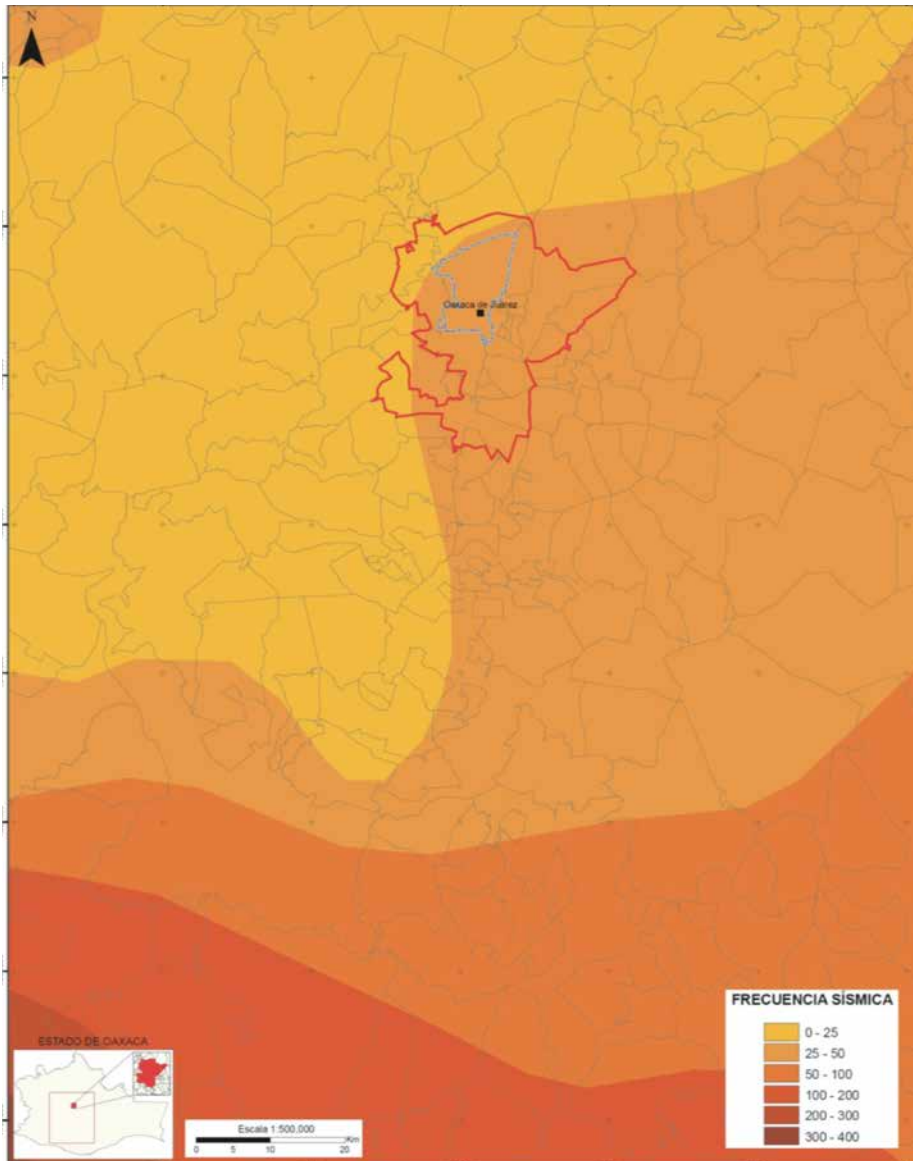 N
Oaxaca de Juárez
FRECUENCIA SÍSMICA
0 - 25
25 - 50
50 - 100
100 - 200
200 - 300
300 - 400
ESTADO DE OAXACA
Escala 1:500,000
0 5 10 20
Km